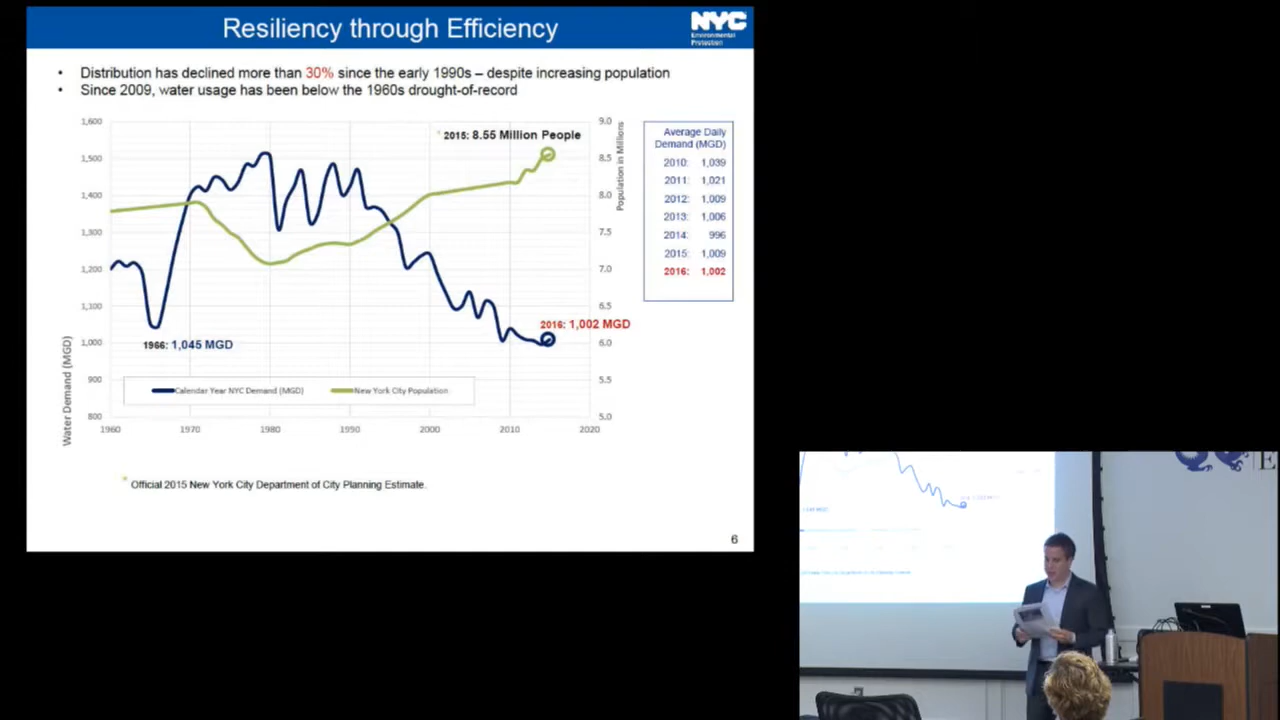 Resiliency through Efficiency
NYC
Environmental
Protection
• Distribution has declined more than 30% since the early 1990s – despite increasing population
• Since 2009, water usage has been below the 1960s drought-of-record
1,600
1,500
1,400
1,300
1,200
1,100
1,000
900
800
Water Demand (MGD)
9.0
8.5
8.0
7.5
7.0
6.5
6.0
5.5
5.0
Population in Millions
* 2015: 8.55 Million People
2016: 1,002 MGD
1966: 1,045 MGD
Calendar Year NYC Demand (MGD)
New York City Population
1960 1970 1980 1990 2000 2010 2020
Average Daily
Demand (MGD)
2010: 1,039
2011: 1,021
2012: 1,009
2013: 1,006
2014: 996
2015: 1,009
2016: 1,002
* Official 2015 New York City Department of City Planning Estimate.
6
E